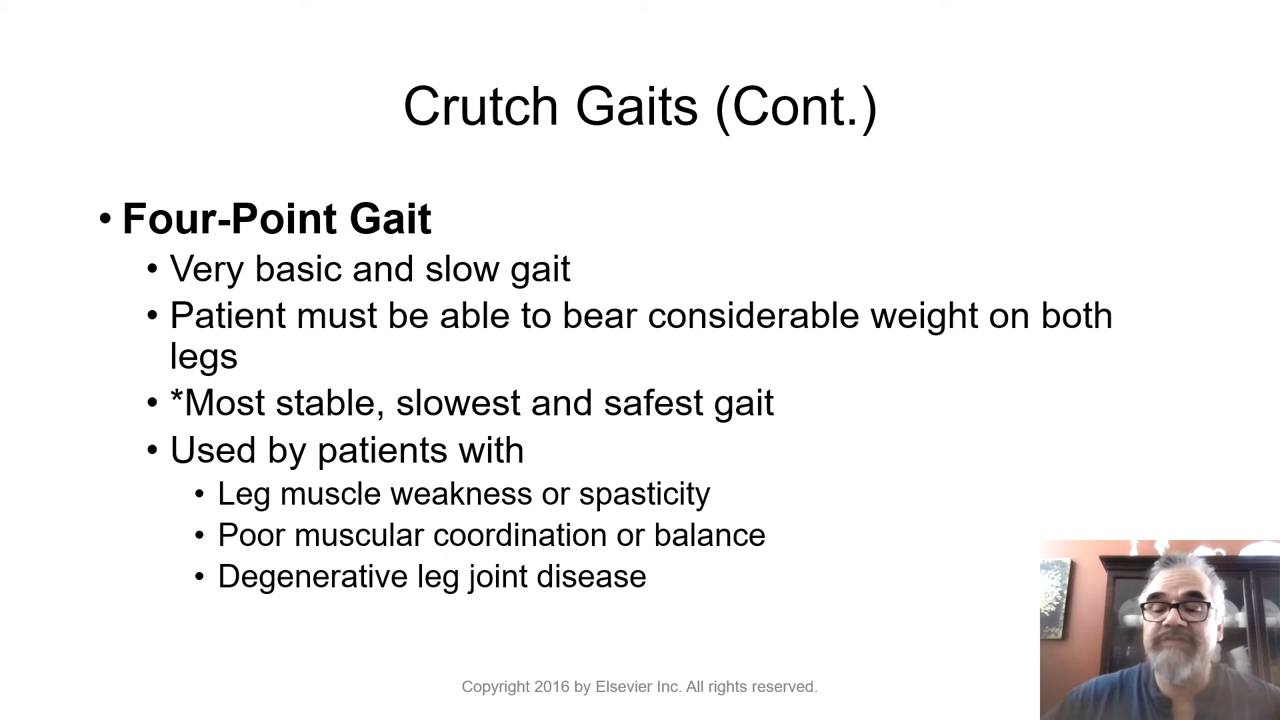 Crutch Gaits (Cont.)
• Four-Point Gait
• Very basic and slow gait
• Patient must be able to bear considerable weight on both
legs
• *Most stable, slowest and safest gait
• Used by patients with
• Leg muscle weakness or spasticity
• Poor muscular coordination or balance
• Degenerative leg joint disease
Copyright 2016 by Elsevier Inc. All rights reserved.